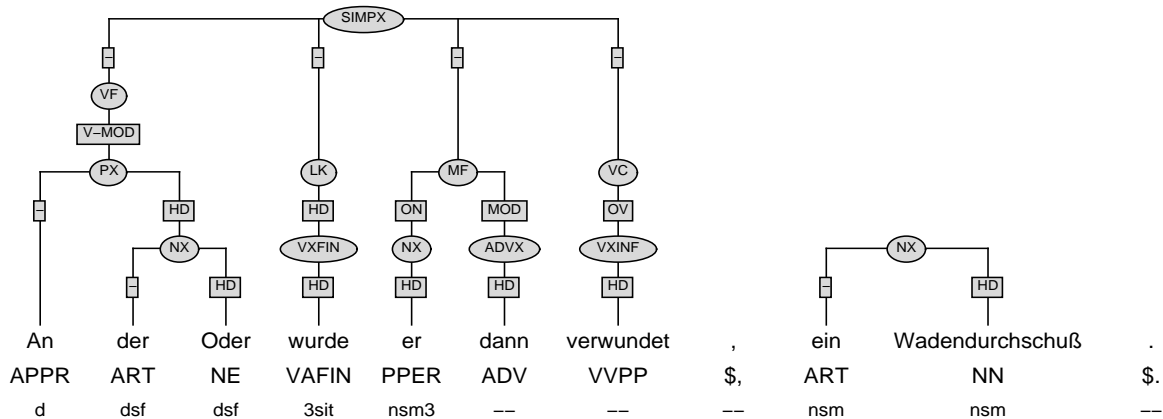 SIMPX
– – – –
VF
V–MOD
PX LK MF VC
– HD HD ON MOD OV
NX VXFIN NX ADVX VXINF NX
– HD HD HD HD HD – HD
An der Oder wurde er dann verwundet , ein Wadendurchschuß .
APPR ART NE VAFIN PPER ADV VVPP $, ART NN $.
d dsf dsf 3sit nsm3 –– –– –– nsm nsm ––